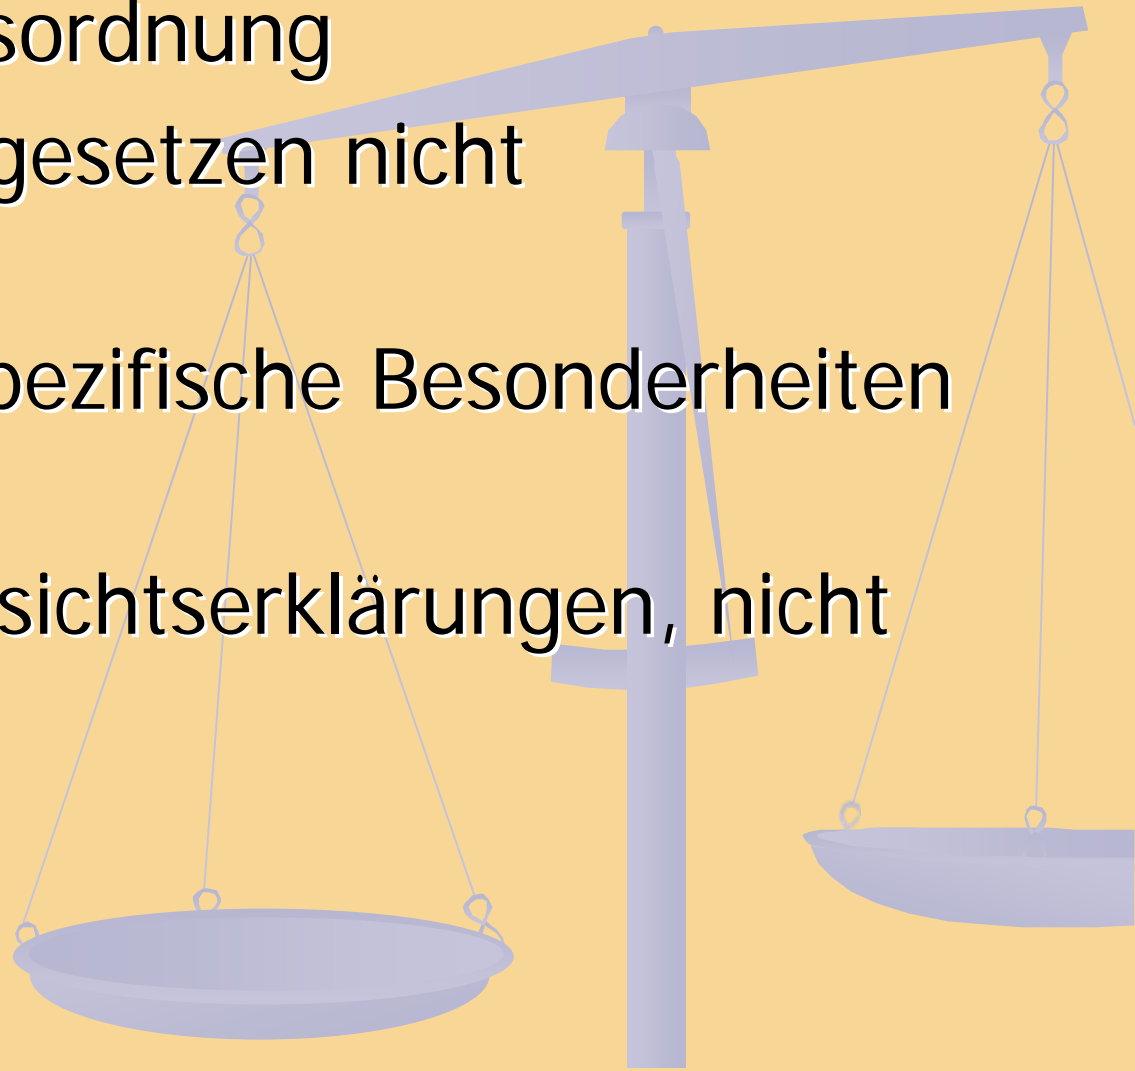 sordnung
gesetzen nicht
pezifische Besonderheiten
sichtserklärungen, nicht